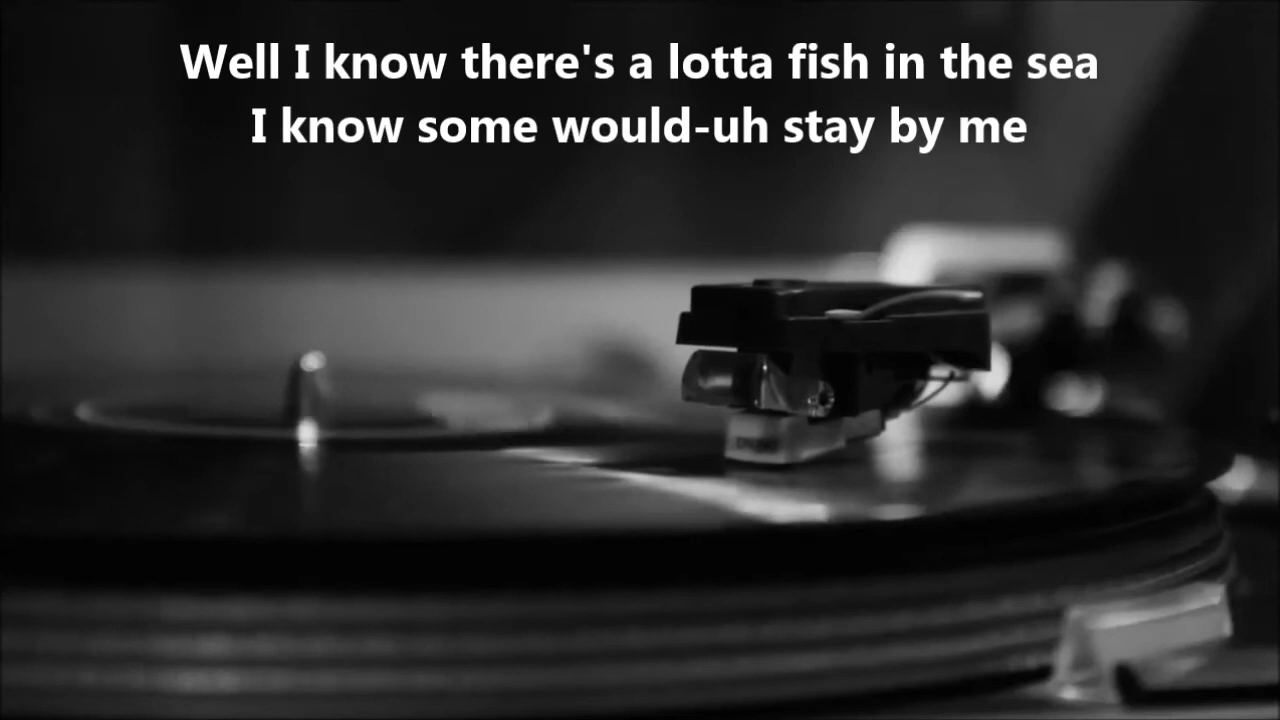 Well I know there's a lotta fish in the sea
I know some would-uh stay by me